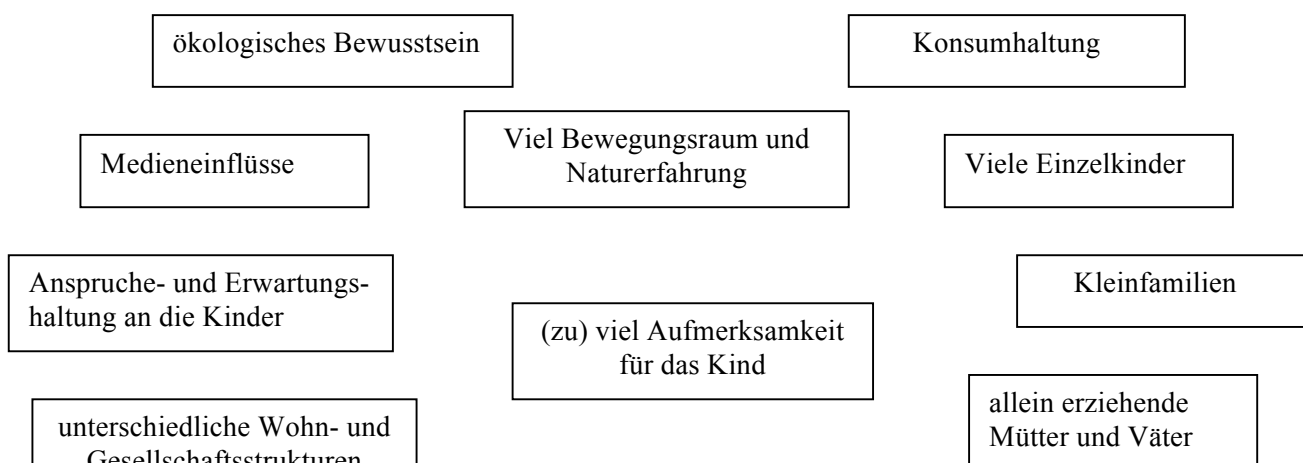 ökologisches Bewusstsein
Konsumhaltung
Viel Bewegungsraum und
Naturerfahrung
Medieneinflüsse
Viele Einzelkinder
Anspruche- und Erwartungs-
haltung an die Kinder
Kleinfamilien
(zu) viel Aufmerksamkeit
für das Kind
allein erziehende
Mütter und Väter
unterschiedliche Wohn- und
Gesellschaftsstrukturen